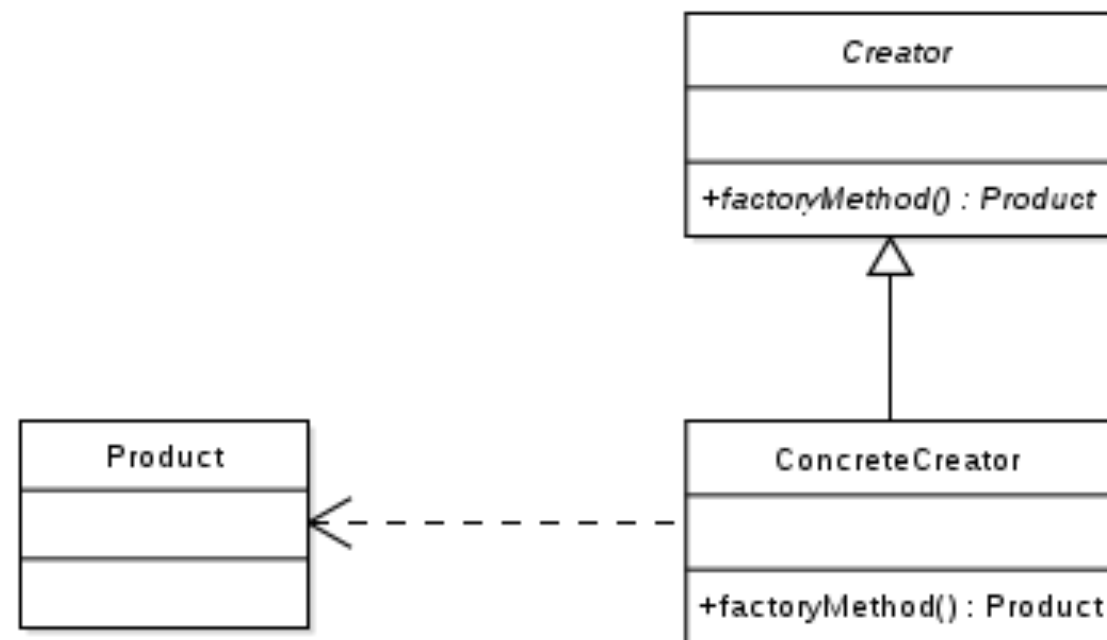 Creator
+factoryMethod() : Product
Product
ConcreteCreator
+factoryMethod() : Product